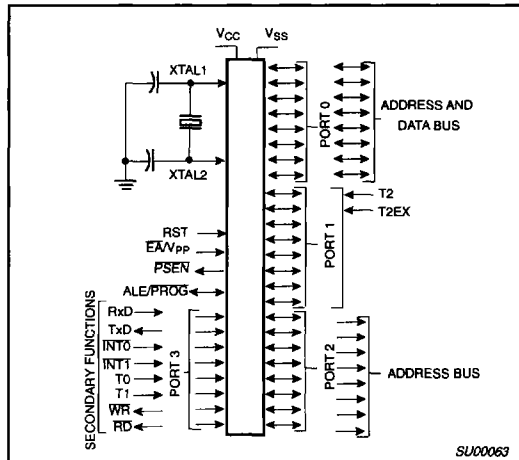 VCC VSS
XTAL1
XTAL2
PORT 0
ADDRESS AND
DATA BUS
T2
T2EX
PORT 1
RST
EA/VPP
PSEN
ALE/PROG
SECONDARY FUNCTIONS
RxD
TxD
INT0
INT1
T0
T1
WR
RD
PORT 3
PORT 2
ADDRESS BUS
SU00063